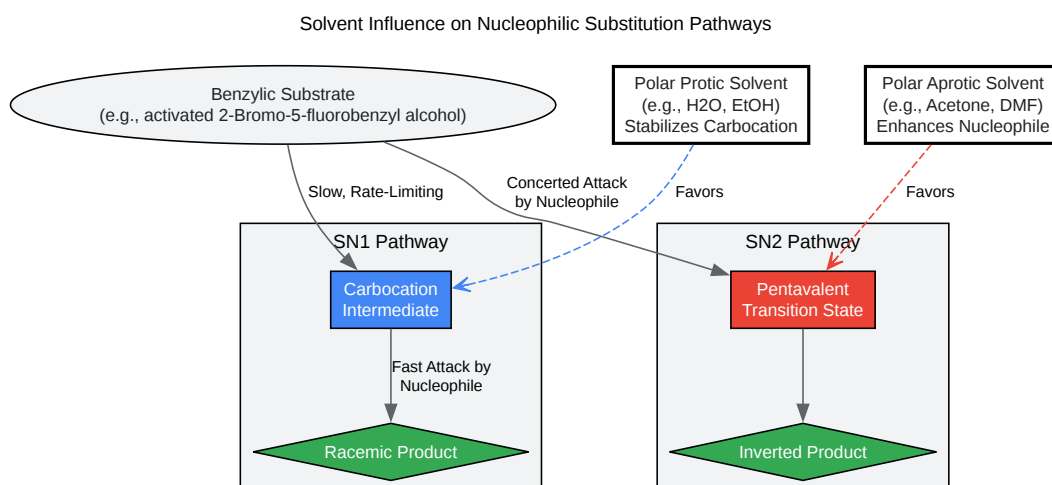 Solvent Influence on Nucleophilic Substitution Pathways
Benzylic Substrate
(e.g., activated 2-Bromo-5-fluorobenzyl alcohol)
Polar Protic Solvent
(e.g., H2O, EtOH)
Stabilizes Carbocation
Polar Aprotic Solvent
(e.g., Acetone, DMF)
Enhances Nucleophile
Slow, Rate-Limiting
Concerted Attack
by Nucleophile
Favors
Favors
SN1 Pathway
SN2 Pathway
Carbocation
Intermediate
Pentavalent
Transition State
Fast Attack by
Nucleophile
Racemic Product
Inverted Product